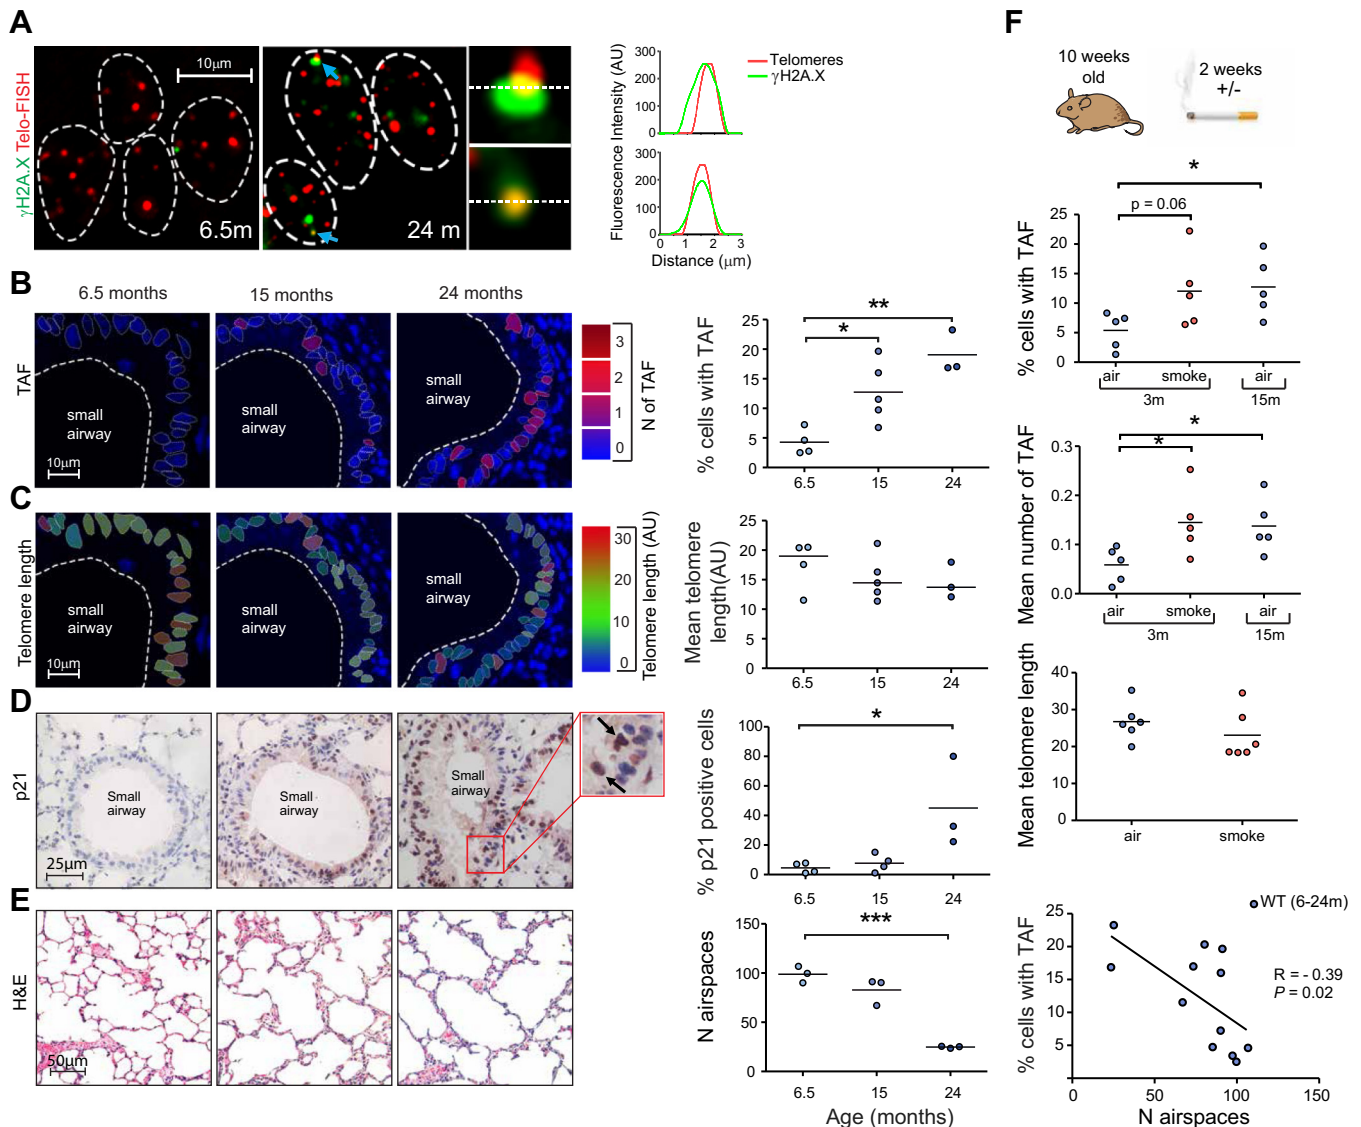 A
γH2A.X Telo-FISH
10μm
6.5m
24 m
Fluorescence Intensity (AU)
300
200
100
0
300
200
100
0
0 1 2 3
Distance (μm)
Telomeres
γH2A.X
B
6.5 months
15 months
24 months
TAF
small
airway
10μm
small
airway
small
airway
3
2
1
0
N of TAF
% cells with TAF
25
20
15
10
5
0
*
**
6.5 15 24
C
Telomere length
small
airway
10μm
small
airway
small
airway
30
20
10
0
Telomere length (AU)
Mean telomere
length(AU)
25
20
15
10
5
0
6.5 15 24
D
p21
Small
airway
25μm
Small
airway
Small
airway
% p21 positive cells
100
80
60
40
20
0
*
6.5 15 24
E
H&E
50μm
N airspaces
150
100
50
0
***
6.5 15 24
Age (months)
F
10 weeks
old
2 weeks
+/-
% cells with TAF
25
20
15
10
5
0
*
p = 0.06
air smoke air
3m 15m
Mean number of TAF
0.3
0.2
0.1
0.0
*
*
air smoke air
3m 15m
Mean telomere length
40
30
20
10
0
air smoke
% cells with TAF
25
20
15
10
5
WT (6-24m)
R = - 0.39
P = 0.02
0 50 100 150
N airspaces